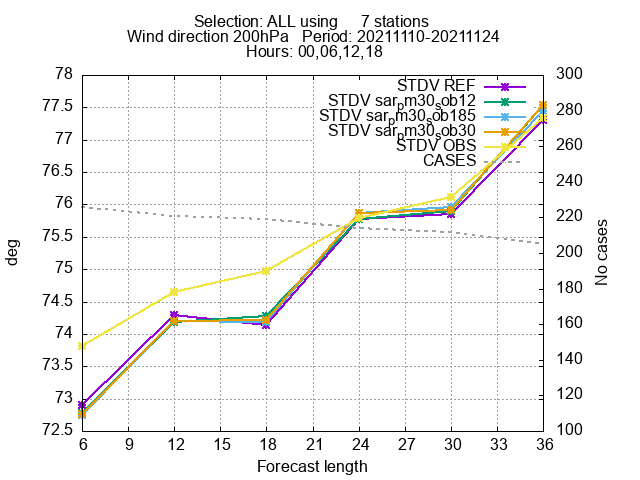 Selection: ALL using 7 stations
Wind direction 200hPa Period: 20211110-20211124
Hours: 00,06,12,18
78 300
STDV REF
STDV sarpm30sob12
77.5 280
STDV sarpm30sob185
STDV sarpm30sob30
77 STDV OBS 260
CASES
76.5 240
76 220
75.5
75 200
74.5 180
74 160
73.5 140
73 120
72.5 100
6 9 12 15 18 21 24 27 30 33 36
deg
No cases
Forecast length